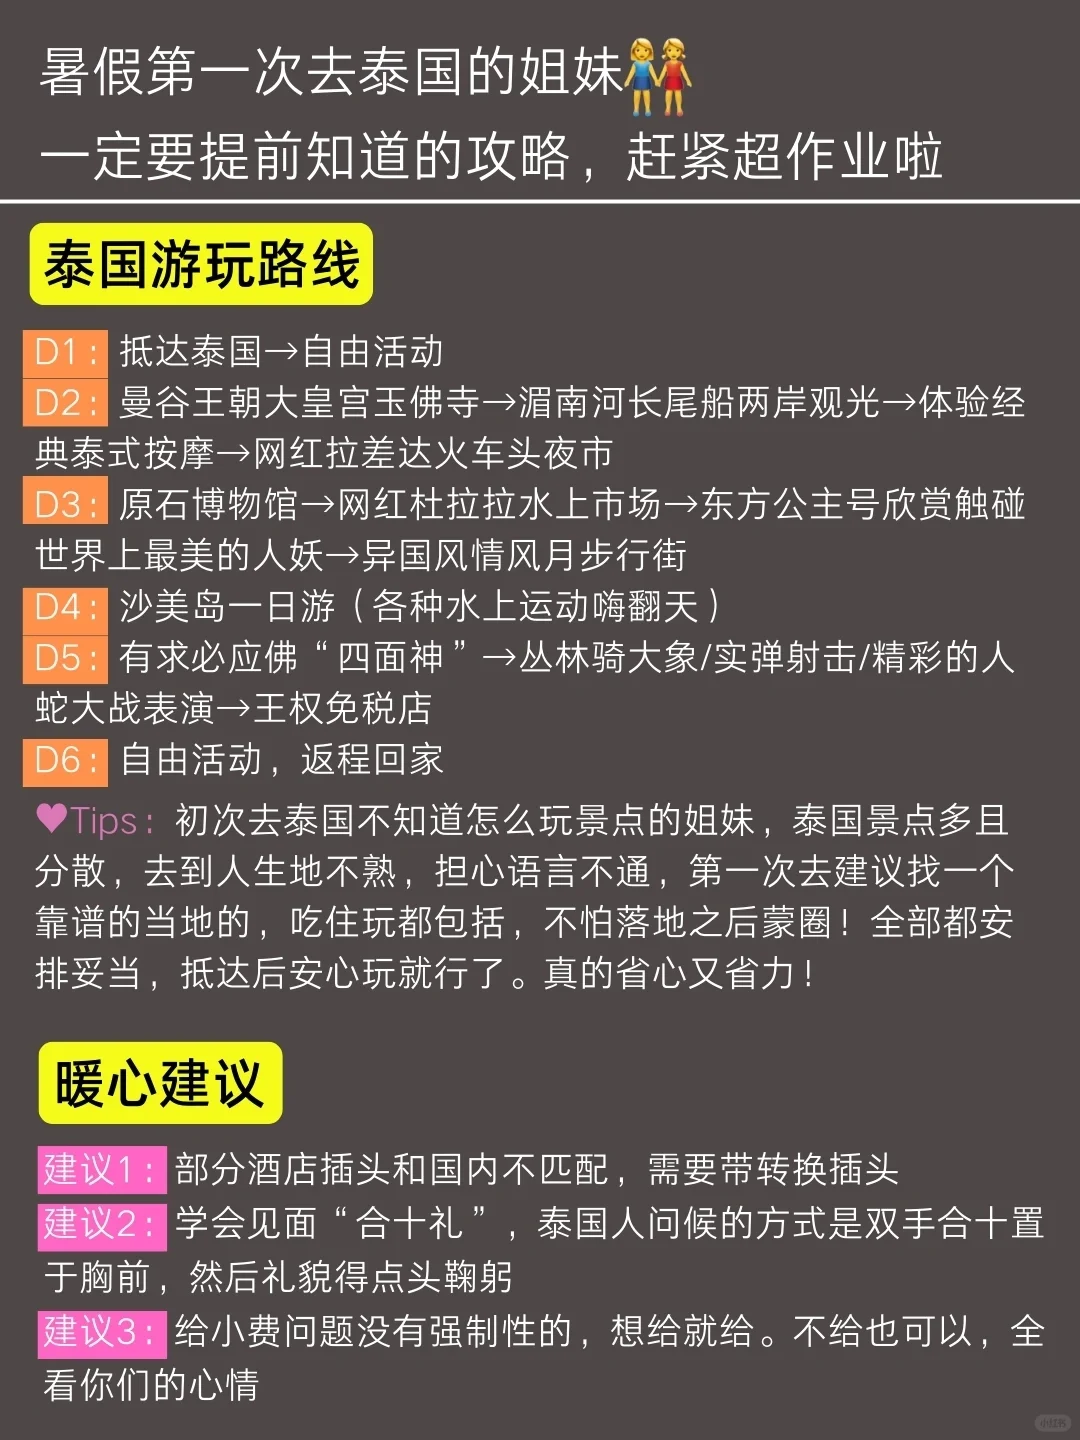 暑假第一次去泰国的姐妹👭
一定要提前知道的攻略，赶紧超作业啦
泰国游玩路线
D1：抵达泰国→自由活动
D2：曼谷王朝大皇宫玉佛寺→湄南河长尾船两岸观光→体验经
典泰式按摩→网红拉差达火车头夜市
D3：原石博物馆→网红杜拉拉水上市场→东方公主号欣赏触碰
世界上最美的人妖→异国风情风月步行街
D4：沙美岛一日游（各种水上运动嗨翻天）
D5：有求必应佛“四面神”→丛林骑大象/实弹射击/精彩的人
蛇大战表演→王权免税店
D6：自由活动，返程回家
♥Tips：初次去泰国不知道怎么玩景点的姐妹，泰国景点多且
分散，去到人生地不熟，担心语言不通，第一次去建议找一个
靠谱的当地的，吃住玩都包括，不怕落地之后蒙圈！全部都安
排妥当，抵达后安心玩就行了。真的省心又省力！
暖心建议
建议1：部分酒店插头和国内不匹配，需要带转换插头
建议2：学会见面“合十礼”，泰国人问候的方式是双手合十置
于胸前，然后礼貌得点头鞠躬
建议3：给小费问题没有强制性的，想给就给。不给也可以，全
看你们的心情
小红书